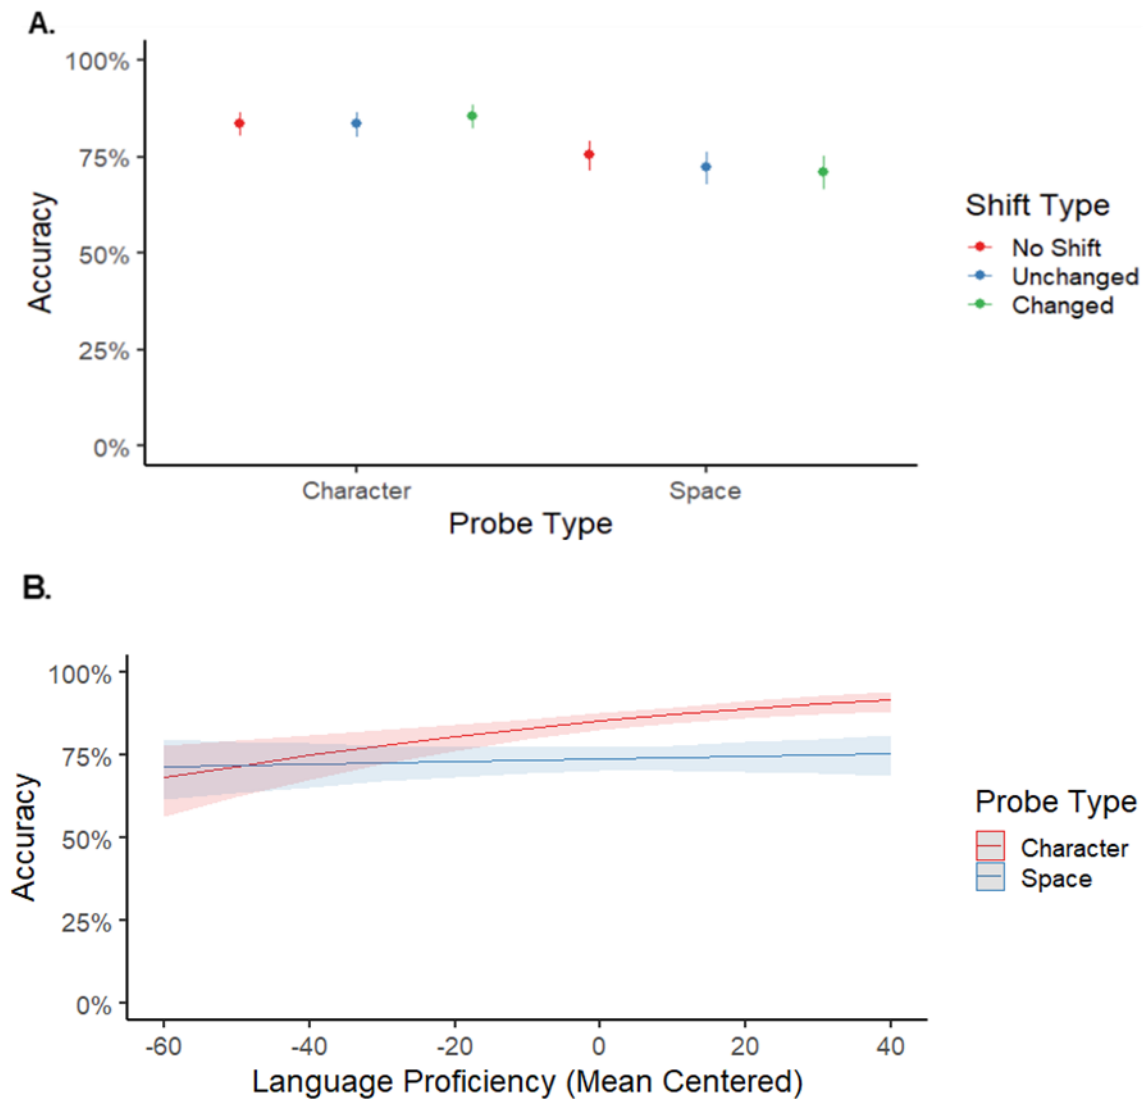 A.
100%
75%
50%
25%
0%
Accuracy
Character
Space
Probe Type
Shift Type
No Shift
Unchanged
Changed
B.
100%
75%
50%
25%
0%
Accuracy
-60
-40
-20
0
20
40
Language Proficiency (Mean Centered)
Probe Type
Character
Space